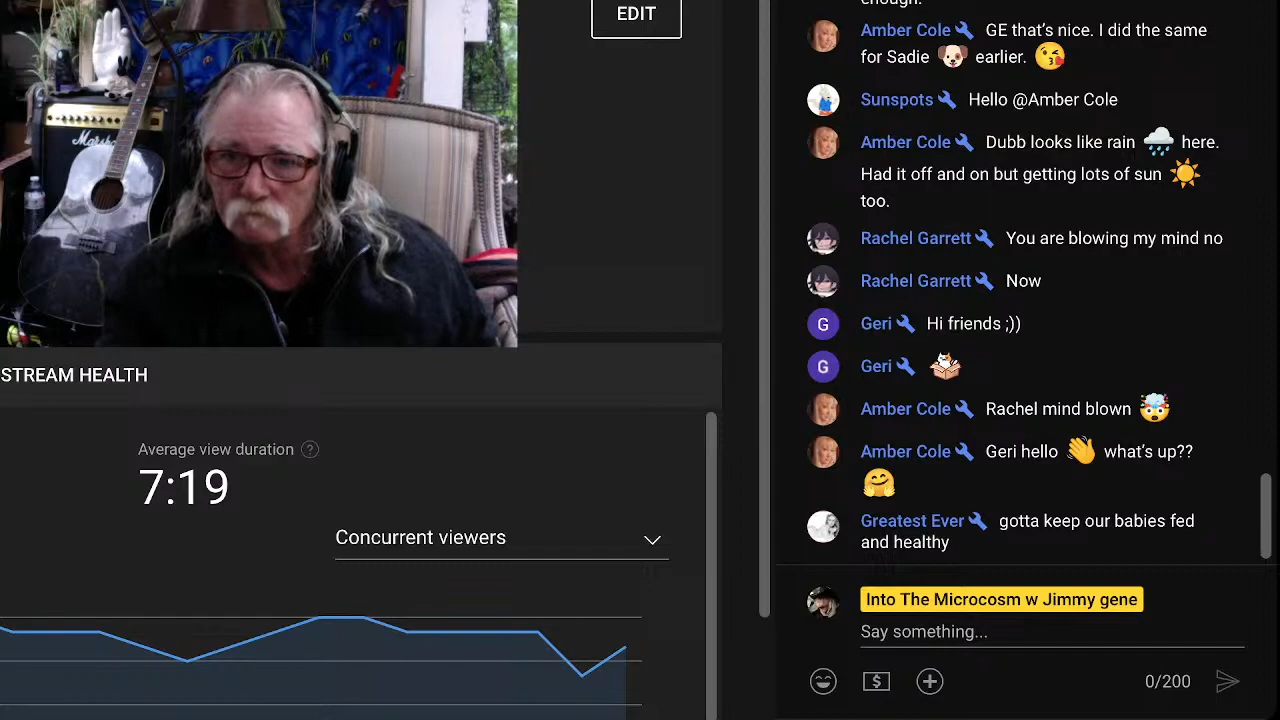 EDIT
Marshall
STREAM HEALTH
Average view duration ?
7:19
Concurrent viewers
enough.
Amber Cole GE that's nice. I did the same
for Sadie 🐶 earlier. 😘
Sunspots Hello @Amber Cole
Amber Cole Dubb looks like rain 🌧️ here.
Had it off and on but getting lots of sun ☀️
too.
Rachel Garrett You are blowing my mind no
Rachel Garrett Now
G Geri Hi friends ;))
G Geri
Amber Cole Rachel mind blown 🤯
Amber Cole Geri hello 👋 what's up??
🤗
Greatest Ever gotta keep our babies fed
and healthy
Into The Microcosm w Jimmy gene
Say something...
$ 0/200